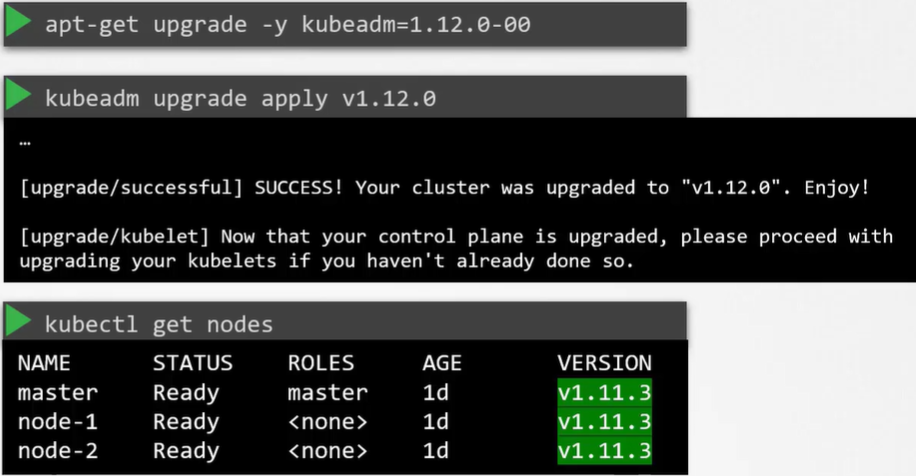 apt-get upgrade -y kubeadm=1.12.0-00
kubeadm upgrade apply v1.12.0
…
[upgrade/successful] SUCCESS! Your cluster was upgraded to "v1.12.0". Enjoy!
[upgrade/kubelet] Now that your control plane is upgraded, please proceed with
upgrading your kubelets if you haven't already done so.
kubectl get nodes
NAME STATUS ROLES AGE VERSION
master Ready master 1d v1.11.3
node-1 Ready <none> 1d v1.11.3
node-2 Ready <none> 1d v1.11.3